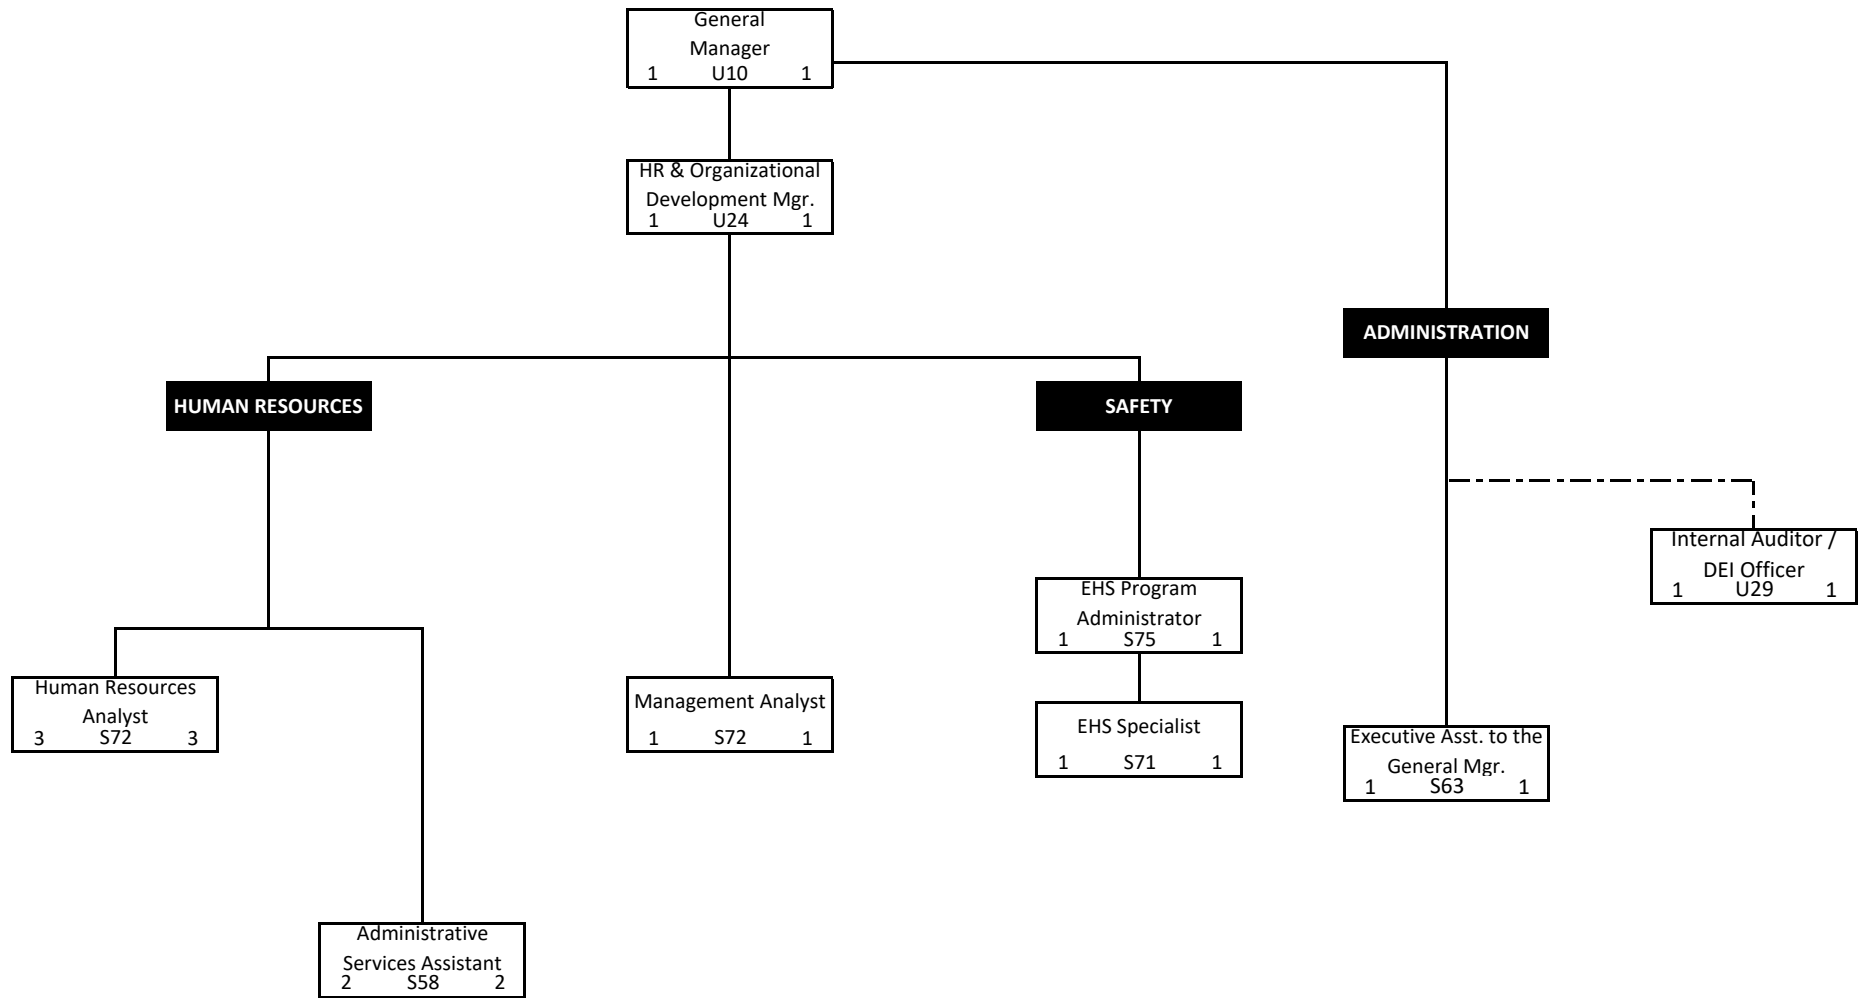 General
Manager
1 U10 1
HR & Organizational
Development Mgr.
1 U24 1
ADMINISTRATION
HUMAN RESOURCES
SAFETY
Internal Auditor /
DEI Officer
1 U29 1
EHS Program
Administrator
1 S75 1
Human Resources
Analyst
3 S72 3
Management Analyst
1 S72 1
EHS Specialist
1 S71 1
Executive Asst. to the
General Mgr.
1 S63 1
Administrative
Services Assistant
2 S58 2